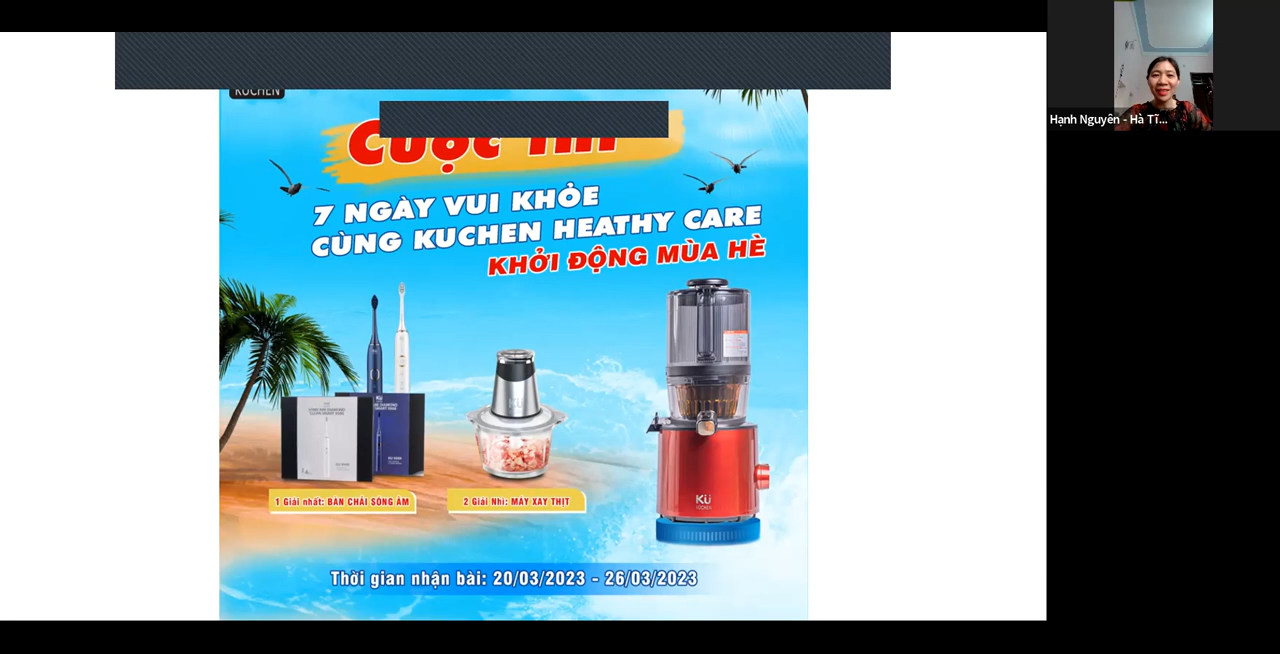 KUCHEN
Cuộc Thi
7 NGÀY VUI KHỎE
CÙNG KUCHEN HEATHY CARE
KHỞI ĐỘNG MÙA HÈ
KÜ
KÜ
1 Giải nhất: BÀN CHẢI SÓNG ÂM
2 Giải Nhì: MÁY XAY THỊT
Thời gian nhận bài: 20/03/2023 - 26/03/2023
Hạnh Nguyên - Hà Tĩ...